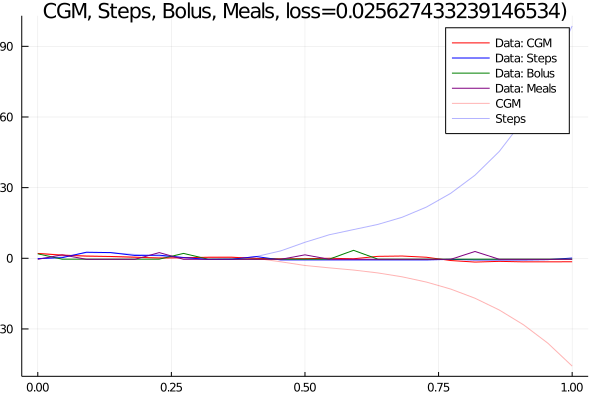 CGM, Steps, Bolus, Meals, loss=0.025627433239146534)
90
60
30
0
30
0.00
0.25
0.50
0.75
1.00
Data: CGM
Data: Steps
Data: Bolus
Data: Meals
CGM
Steps